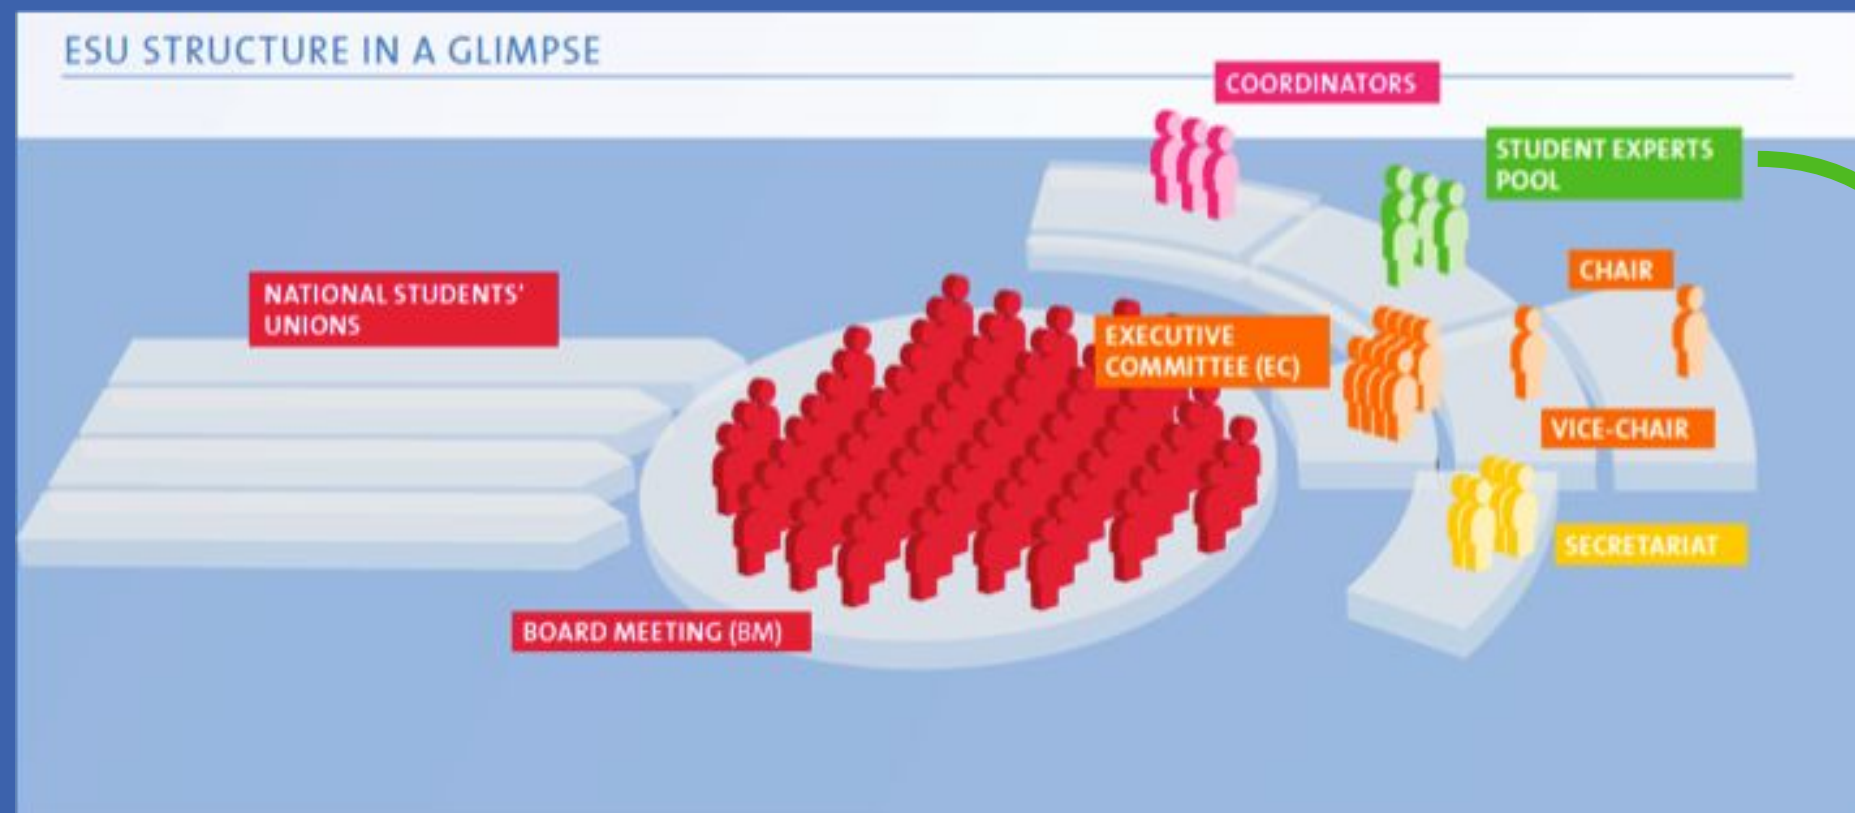 ESU STRUCTURE IN A GLIMPSE
COORDINATORS
STUDENT EXPERTS
POOL
CHAIR
NATIONAL STUDENTS'
UNIONS
EXECUTIVE
COMMITTEE (EC)
VICE-CHAIR
SECRETARIAT
BOARD MEETING (BM)